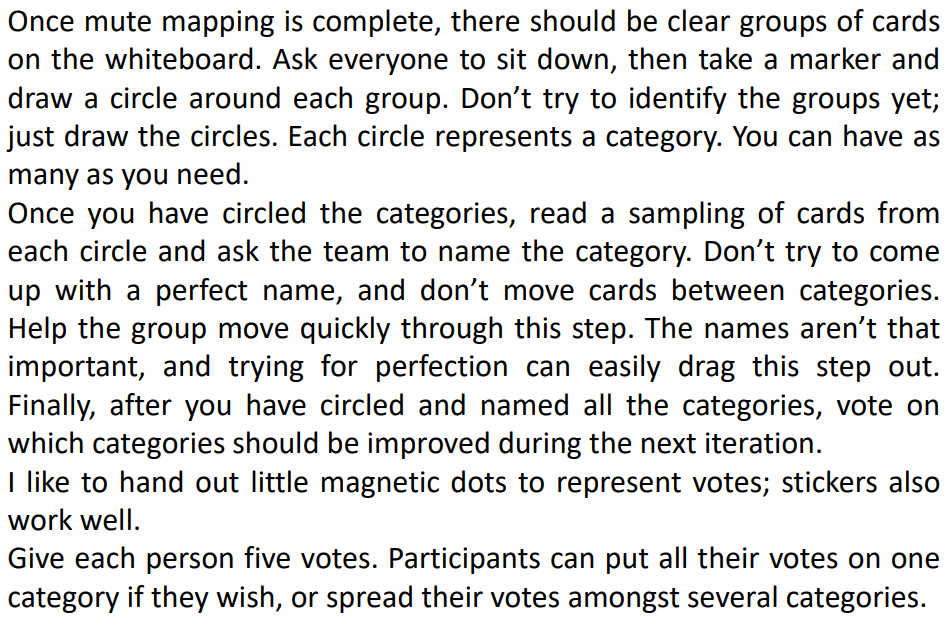 Once mute mapping is complete, there should be clear groups of cards
on the whiteboard. Ask everyone to sit down, then take a marker and
draw a circle around each group. Don’t try to identify the groups yet;
just draw the circles. Each circle represents a category. You can have as
many as you need.
Once you have circled the categories, read a sampling of cards from
each circle and ask the team to name the category. Don’t try to come
up with a perfect name, and don’t move cards between categories.
Help the group move quickly through this step. The names aren’t that
important, and trying for perfection can easily drag this step out.
Finally, after you have circled and named all the categories, vote on
which categories should be improved during the next iteration.
I like to hand out little magnetic dots to represent votes; stickers also
work well.
Give each person five votes. Participants can put all their votes on one
category if they wish, or spread their votes amongst several categories.